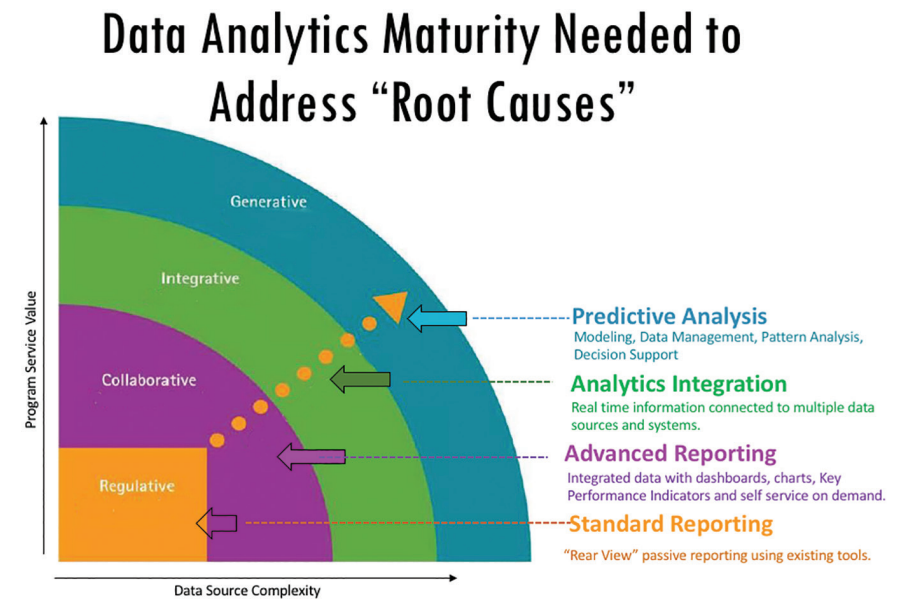 Data Analytics Maturity Needed to
Address “Root Causes”
Program Service Value
Generative
Integrative
Collaborative
Regulative
Predictive Analysis
Modeling, Data Management, Pattern Analysis,
Decision Support
Analytics Integration
Real time information connected to multiple data
sources and systems.
Advanced Reporting
Integrated data with dashboards, charts, Key
Performance Indicators and self service on demand.
Standard Reporting
“Rear View” passive reporting using existing tools.
Data Source Complexity